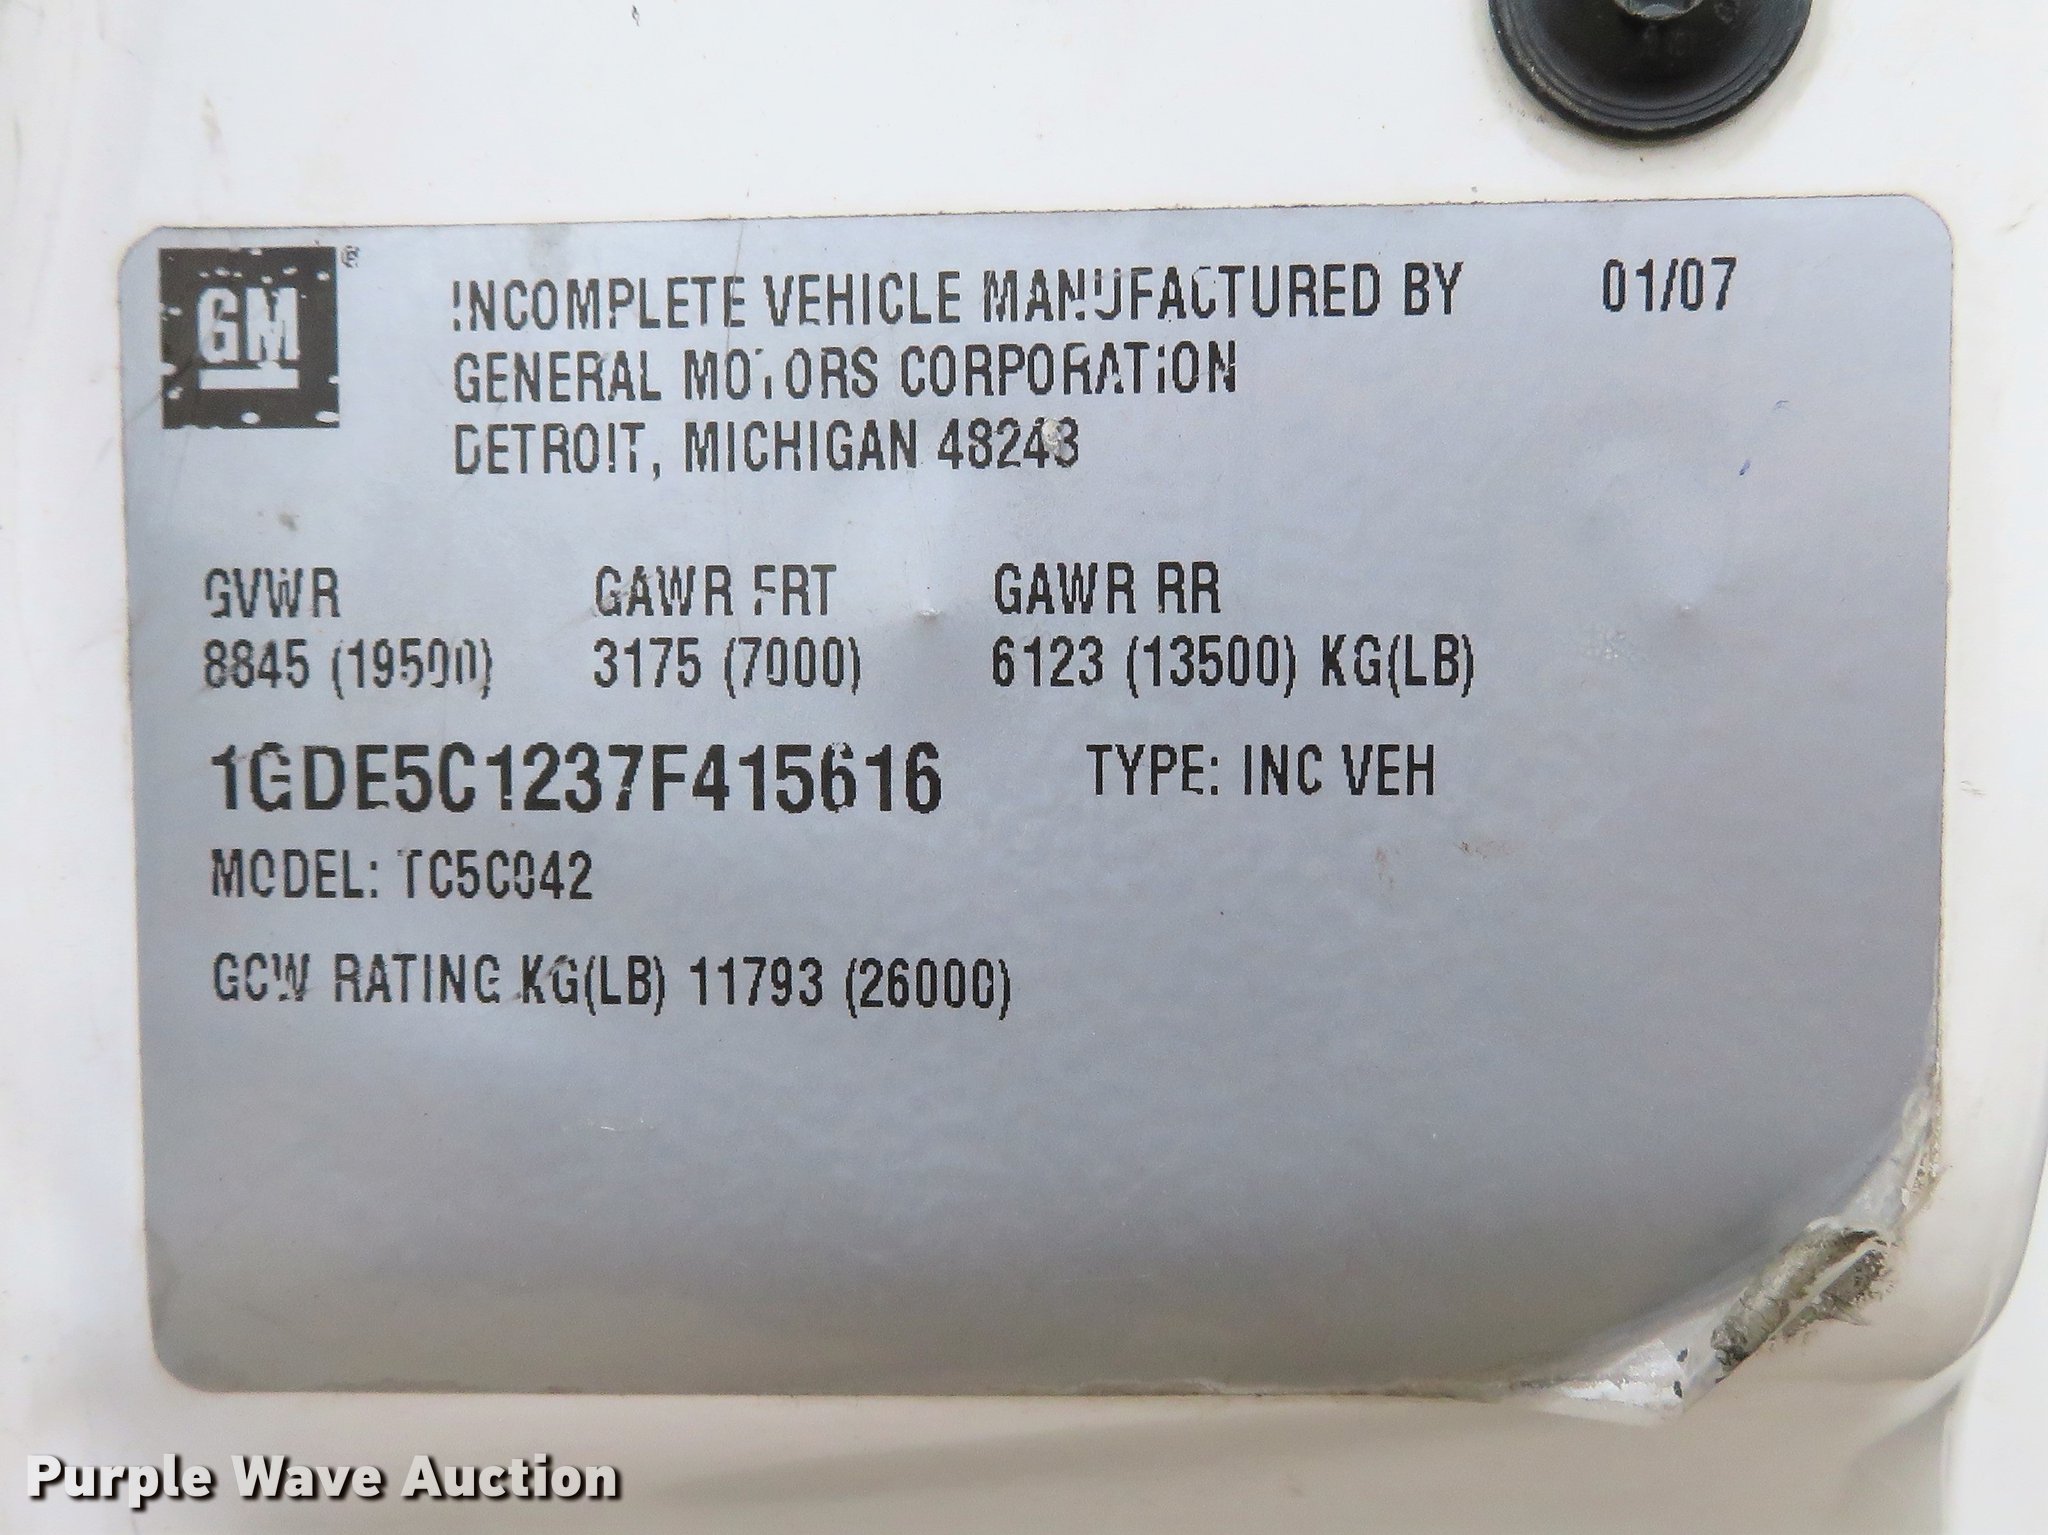 GM ®
INCOMPLETE VEHICLE MANUFACTURED BY 01/07
GENERAL MOTORS CORPORATION
DETROIT, MICHIGAN 48243
GVWR GAWR FRT GAWR RR
8845 (19500) 3175 (7000) 6123 (13500) KG(LB)
1GDE5C1237F415616 TYPE: INC VEH
MODEL: TC5C042
GCW RATING KG(LB) 11793 (26000)
Purple Wave Auction